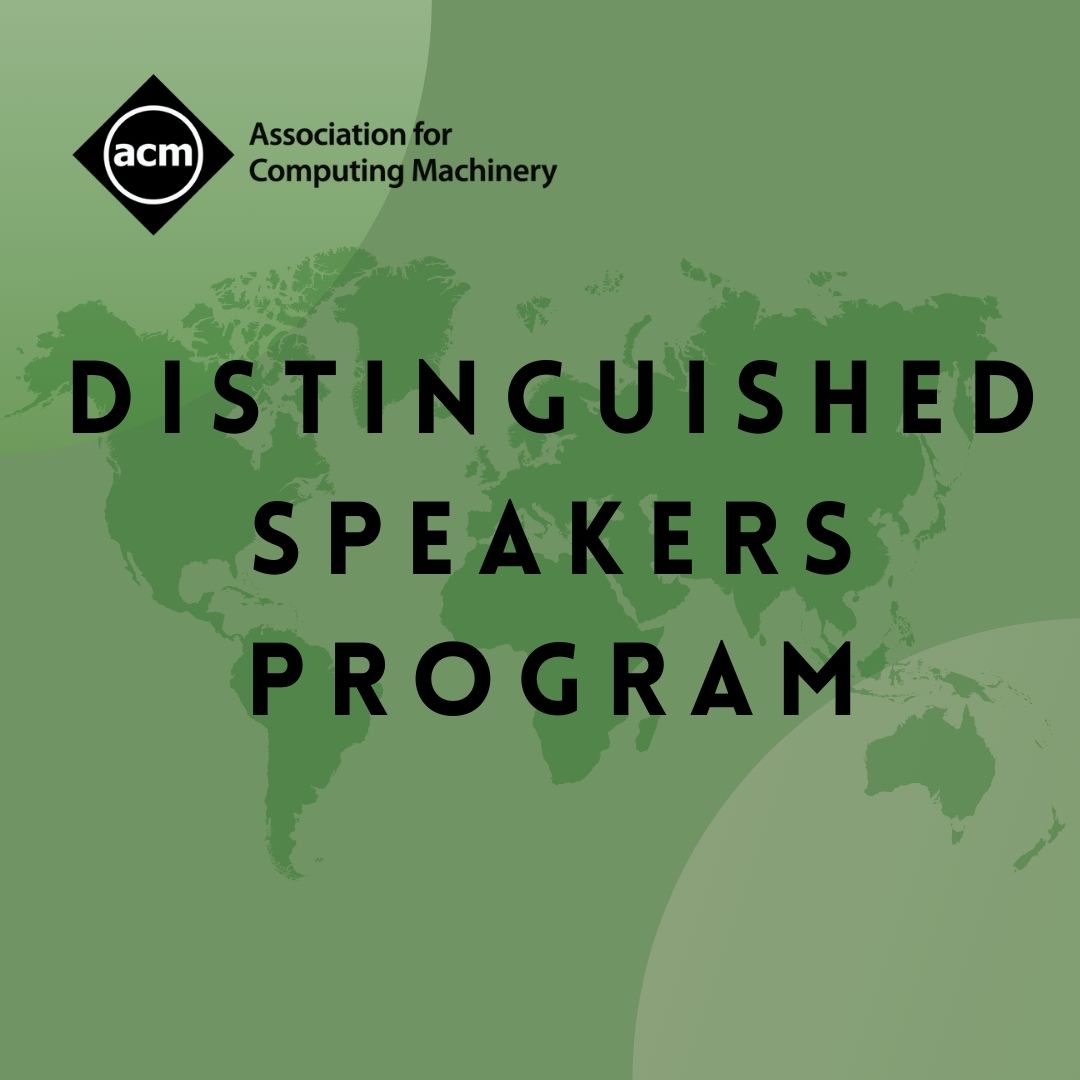 acm
Association for
Computing Machinery
DISTINGUISHED
SPEAKERS
PROGRAM